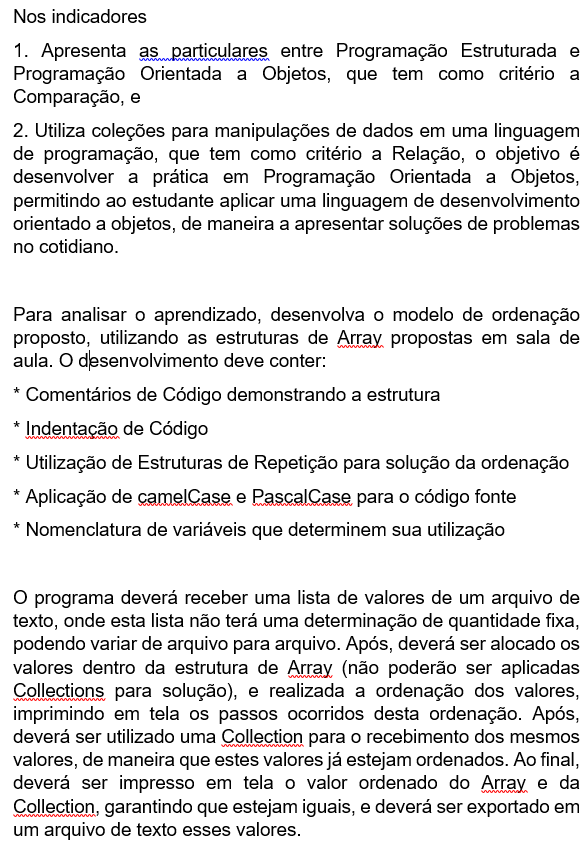 Nos indicadores
1. Apresenta as particulares entre Programação Estruturada e
Programação Orientada a Objetos, que tem como critério a
Comparação, e
2. Utiliza coleções para manipulações de dados em uma linguagem
de programação, que tem como critério a Relação, o objetivo é
desenvolver a prática em Programação Orientada a Objetos,
permitindo ao estudante aplicar uma linguagem de desenvolvimento
orientado a objetos, de maneira a apresentar soluções de problemas
no cotidiano.
Para analisar o aprendizado, desenvolva o modelo de ordenação
proposto, utilizando as estruturas de Array propostas em sala de
aula. O desenvolvimento deve conter:
* Comentários de Código demonstrando a estrutura
* Indentação de Código
* Utilização de Estruturas de Repetição para solução da ordenação
* Aplicação de camelCase e PascalCase para o código fonte
* Nomenclatura de variáveis que determinem sua utilização
O programa deverá receber uma lista de valores de um arquivo de
texto, onde esta lista não terá uma determinação de quantidade fixa,
podendo variar de arquivo para arquivo. Após, deverá ser alocado os
valores dentro da estrutura de Array (não poderão ser aplicadas
Collections para solução), e realizada a ordenação dos valores,
imprimindo em tela os passos ocorridos desta ordenação. Após,
deverá ser utilizado uma Collection para o recebimento dos mesmos
valores, de maneira que estes valores já estejam ordenados. Ao final,
deverá ser impresso em tela o valor ordenado do Array e da
Collection, garantindo que estejam iguais, e deverá ser exportado em
um arquivo de texto esses valores.